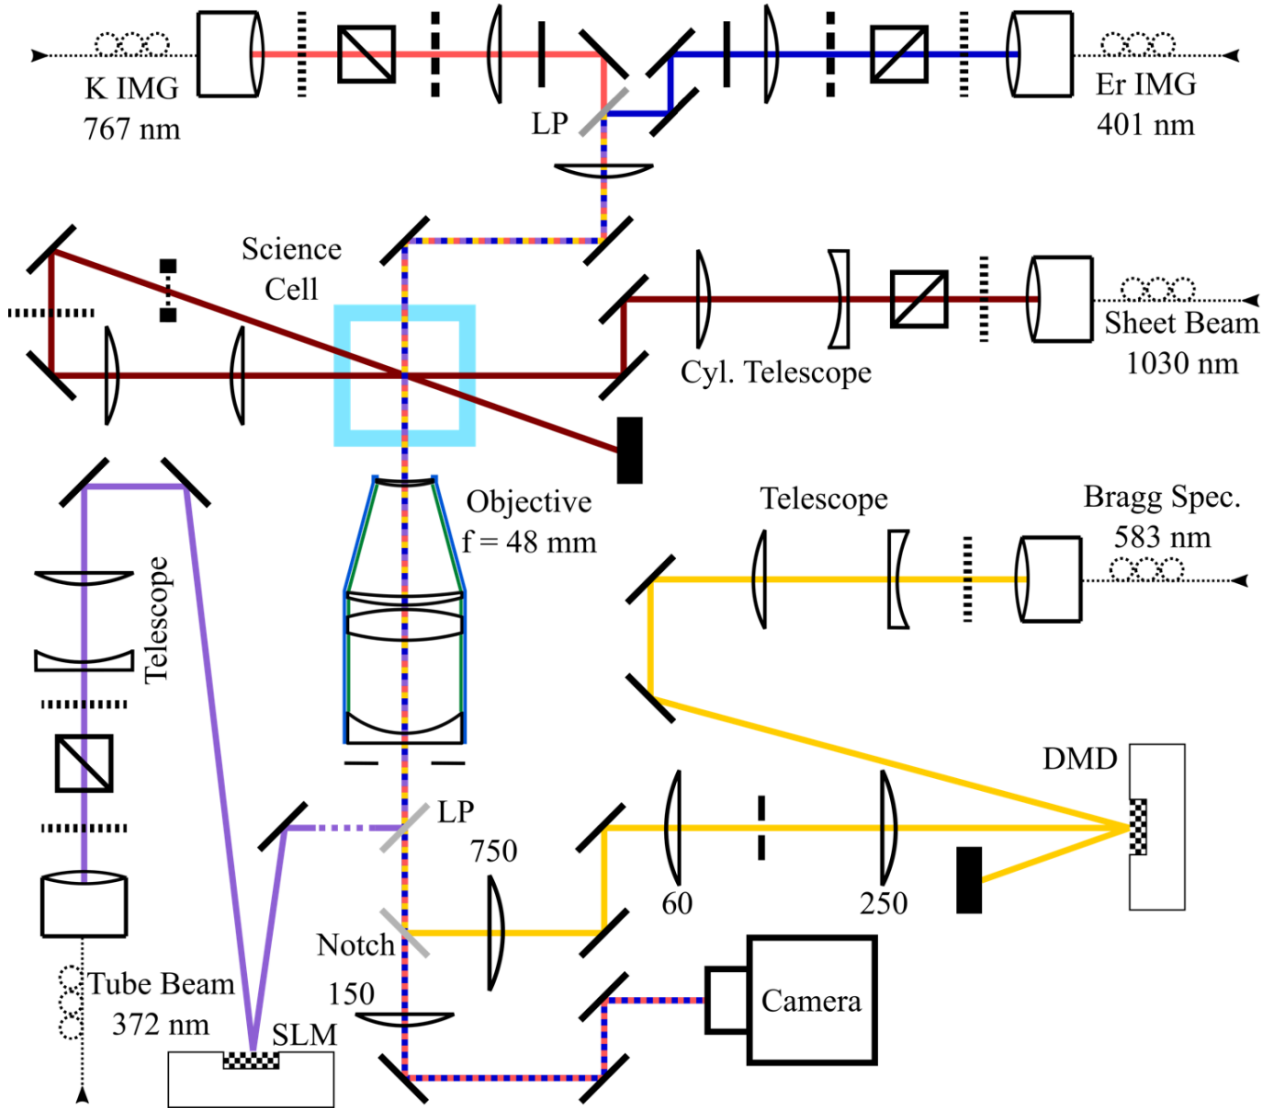 K IMG
767 nm
Er IMG
401 nm
LP
Science
Cell
Sheet Beam
1030 nm
Cyl. Telescope
Objective
f = 48 mm
Telescope
Bragg Spec.
583 nm
Telescope
DMD
LP
750
60
250
Notch
150
Tube Beam
372 nm
SLM
Camera